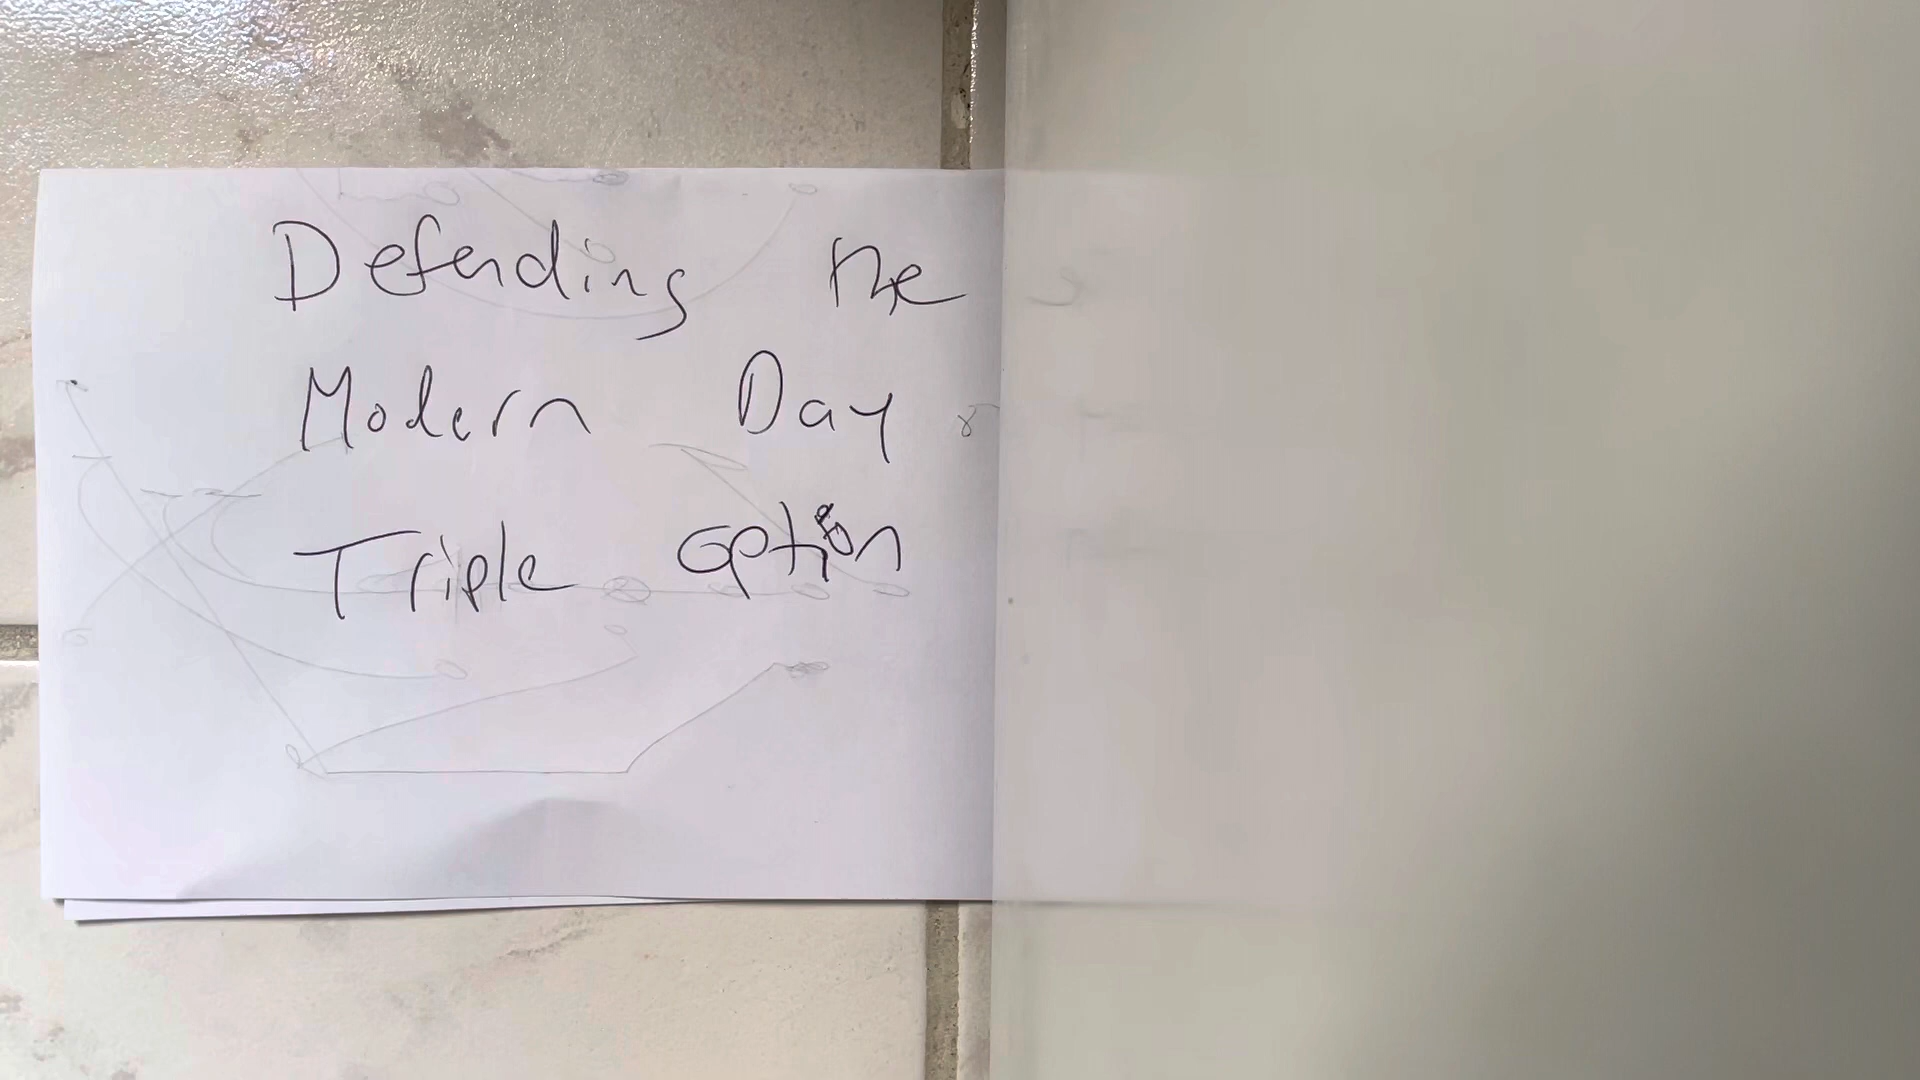 Defending the
Modern Day
Triple option